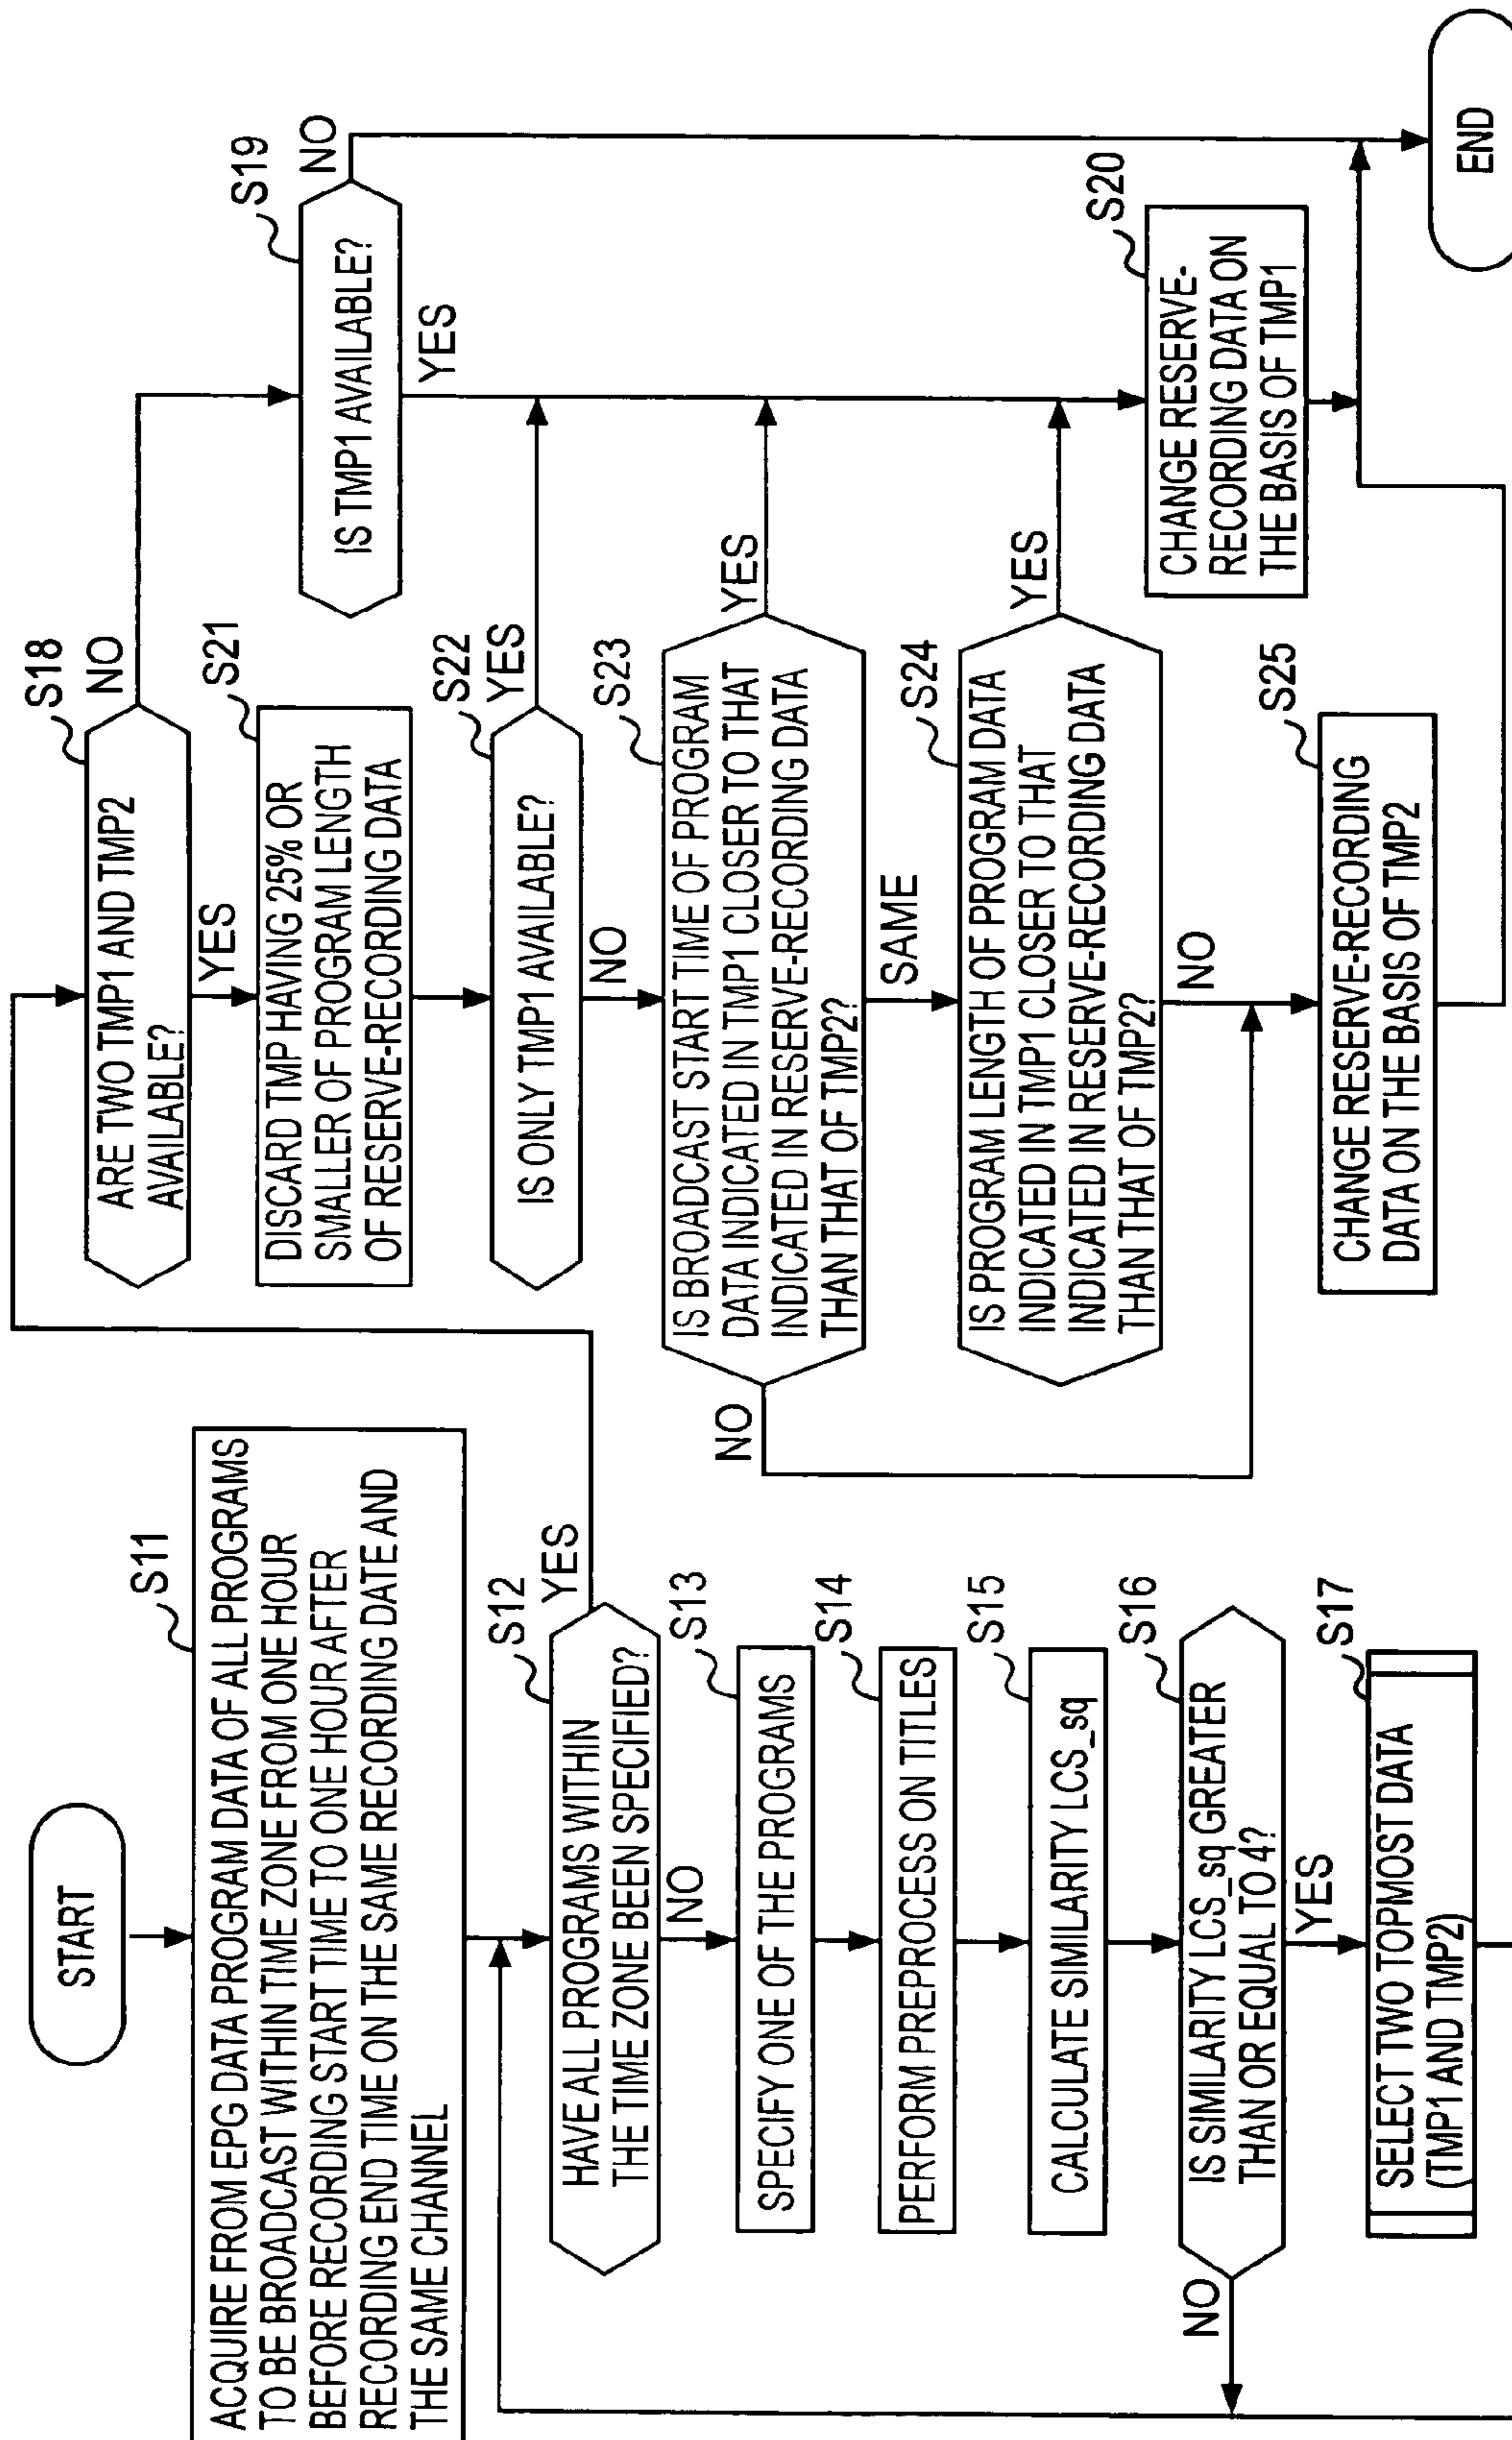 START
S11
ACQUIRE FROM EPG DATA PROGRAM DATA OF ALL PROGRAMS
TO BE BROADCAST WITHIN TIME ZONE FROM ONE HOUR
BEFORE RECORDING START TIME TO ONE HOUR AFTER
RECORDING END TIME ON THE SAME RECORDING DATE AND
THE SAME CHANNEL
S12
HAVE ALL PROGRAMS WITHIN
THE TIME ZONE BEEN SPECIFIED?
YES
NO
S13
SPECIFY ONE OF THE PROGRAMS
S14
PERFORM PREPROCESS ON TITLES
S15
CALCULATE SIMILARITY LCS_sq
S16
IS SIMILARITY LCS_sq GREATER
THAN OR EQUAL TO 4?
NO
YES
S17
SELECT TWO TOPMOST DATA
(TMP1 AND TMP2)
S18
ARE TWO TMP1 AND TMP2
AVAILABLE?
NO
YES
S21
DISCARD TMP HAVING 25% OR
SMALLER OF PROGRAM LENGTH
OF RESERVE-RECORDING DATA
S22
IS ONLY TMP1 AVAILABLE?
YES
NO
S23
IS BROADCAST START TIME OF PROGRAM
DATA INDICATED IN TMP1 CLOSER TO THAT
INDICATED IN RESERVE-RECORDING DATA
THAN THAT OF TMP2?
NO
YES
SAME
S24
IS PROGRAM LENGTH OF PROGRAM DATA
INDICATED IN TMP1 CLOSER TO THAT
INDICATED IN RESERVE-RECORDING DATA
THAN THAT OF TMP2?
YES
NO
S25
CHANGE RESERVE-RECORDING
DATA ON THE BASIS OF TMP2
S19
IS TMP1 AVAILABLE?
NO
YES
S20
CHANGE RESERVE-
RECORDING DATA ON
THE BASIS OF TMP1
END